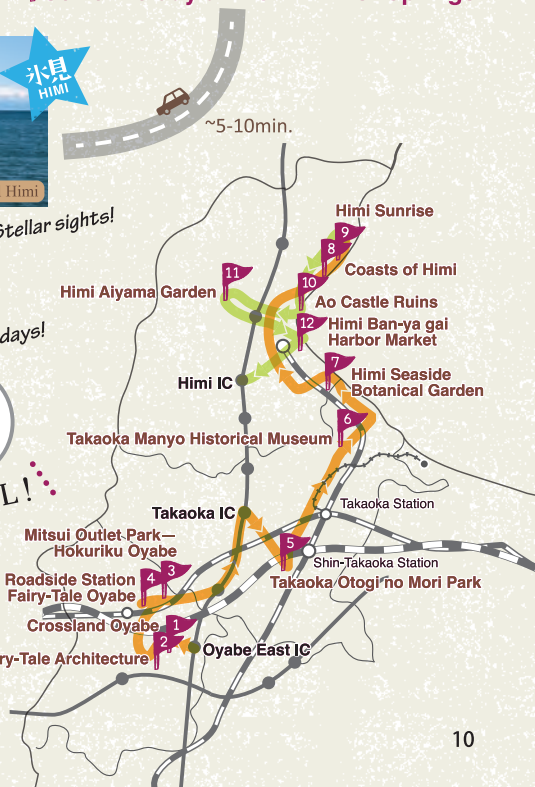 氷見
HIMI
~5-10min.
Himi
Stellar sights!
days!
L!
Himi Sunrise
9
8
Coasts of Himi
11
10
Himi Aiyama Garden
Ao Castle Ruins
12
Himi Ban-ya gai
Harbor Market
7
Himi IC
Himi Seaside
Botanical Garden
6
Takaoka Manyo Historical Museum
Takaoka IC
Takaoka Station
Mitsui Outlet Park—
Hokuriku Oyabe
5
Shin-Takaoka Station
3
4
Roadside Station
Fairy-Tale Oyabe
Takaoka Otogi no Mori Park
Crossland Oyabe
1
2
ry-Tale Architecture
Oyabe East IC
10